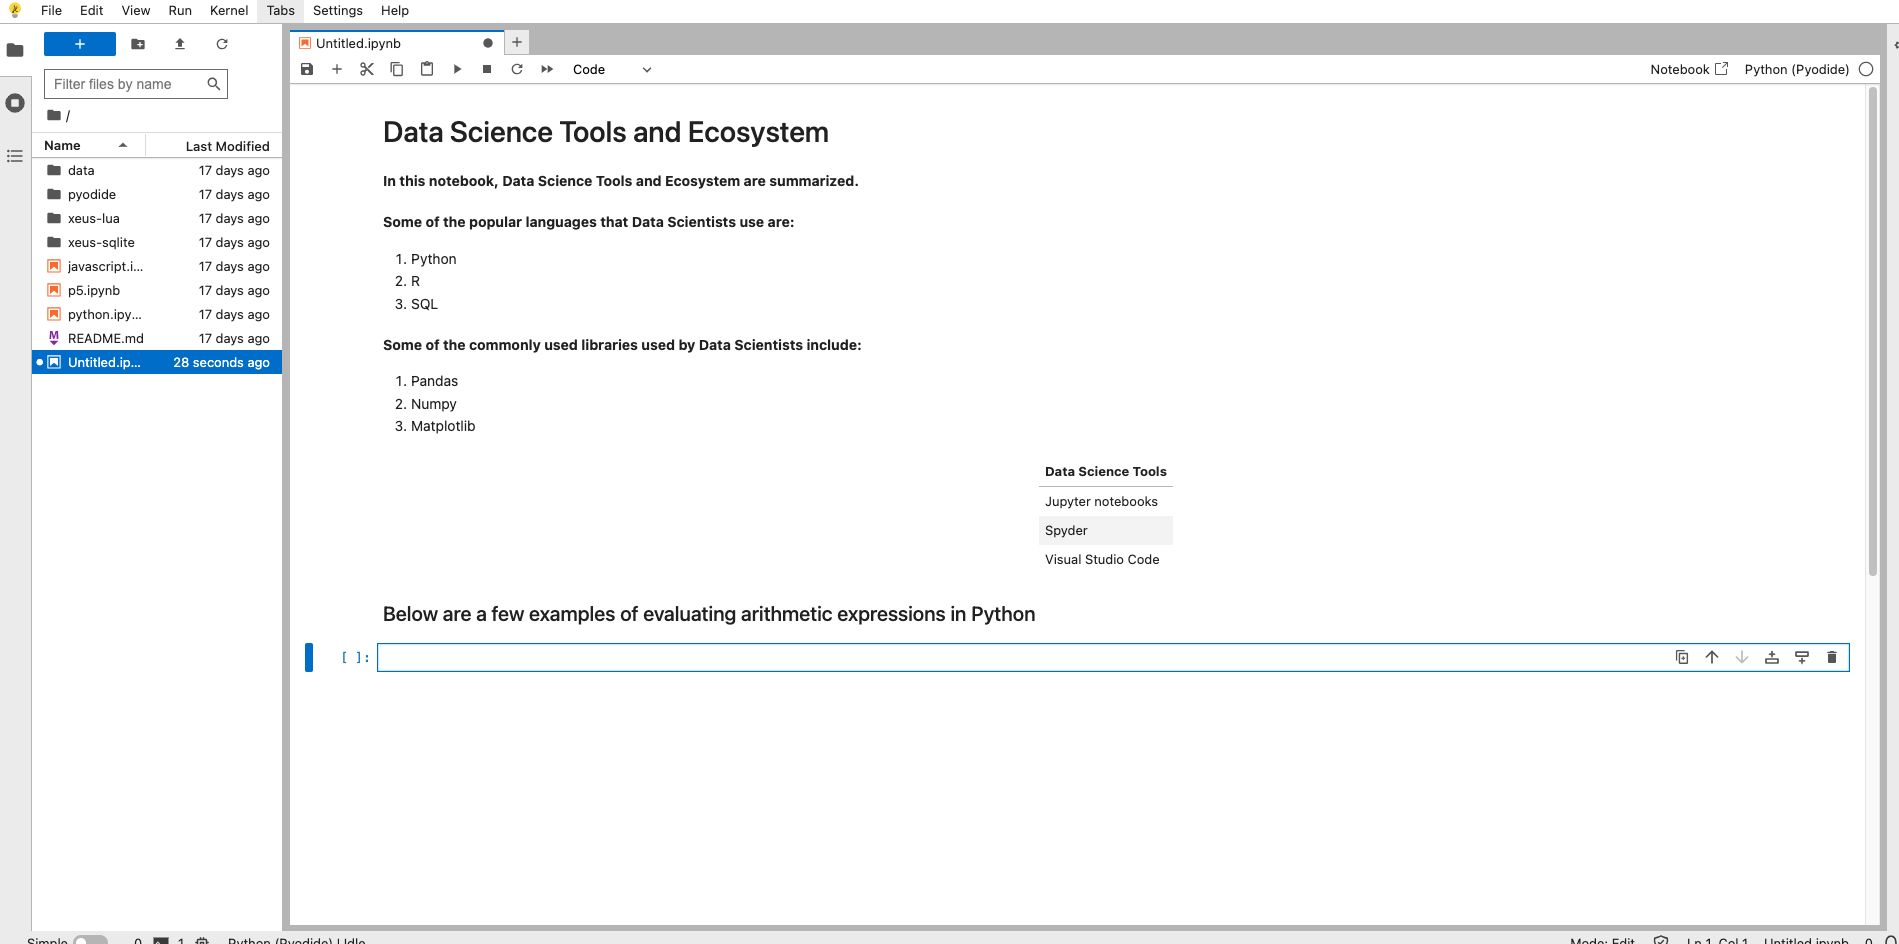 File Edit View Run Kernel Tabs Settings Help
+
Filter files by name
/
Name Last Modified
data 17 days ago
pyodide 17 days ago
xeus-lua 17 days ago
xeus-sqlite 17 days ago
javascript.i... 17 days ago
p5.ipynb 17 days ago
python.ipy... 17 days ago
README.md 17 days ago
Untitled.ip... 28 seconds ago
Untitled.ipynb
Code
Notebook Python (Pyodide)
Data Science Tools and Ecosystem
In this notebook, Data Science Tools and Ecosystem are summarized.
Some of the popular languages that Data Scientists use are:
1. Python
2. R
3. SQL
Some of the commonly used libraries used by Data Scientists include:
1. Pandas
2. Numpy
3. Matplotlib
Data Science Tools
Jupyter notebooks
Spyder
Visual Studio Code
Below are a few examples of evaluating arithmetic expressions in Python
[ ]:
Simple 0 1 Python (Pyodide) | Idle Mode: Edit Ln 1, Col 1 Untitled.ipynb 0